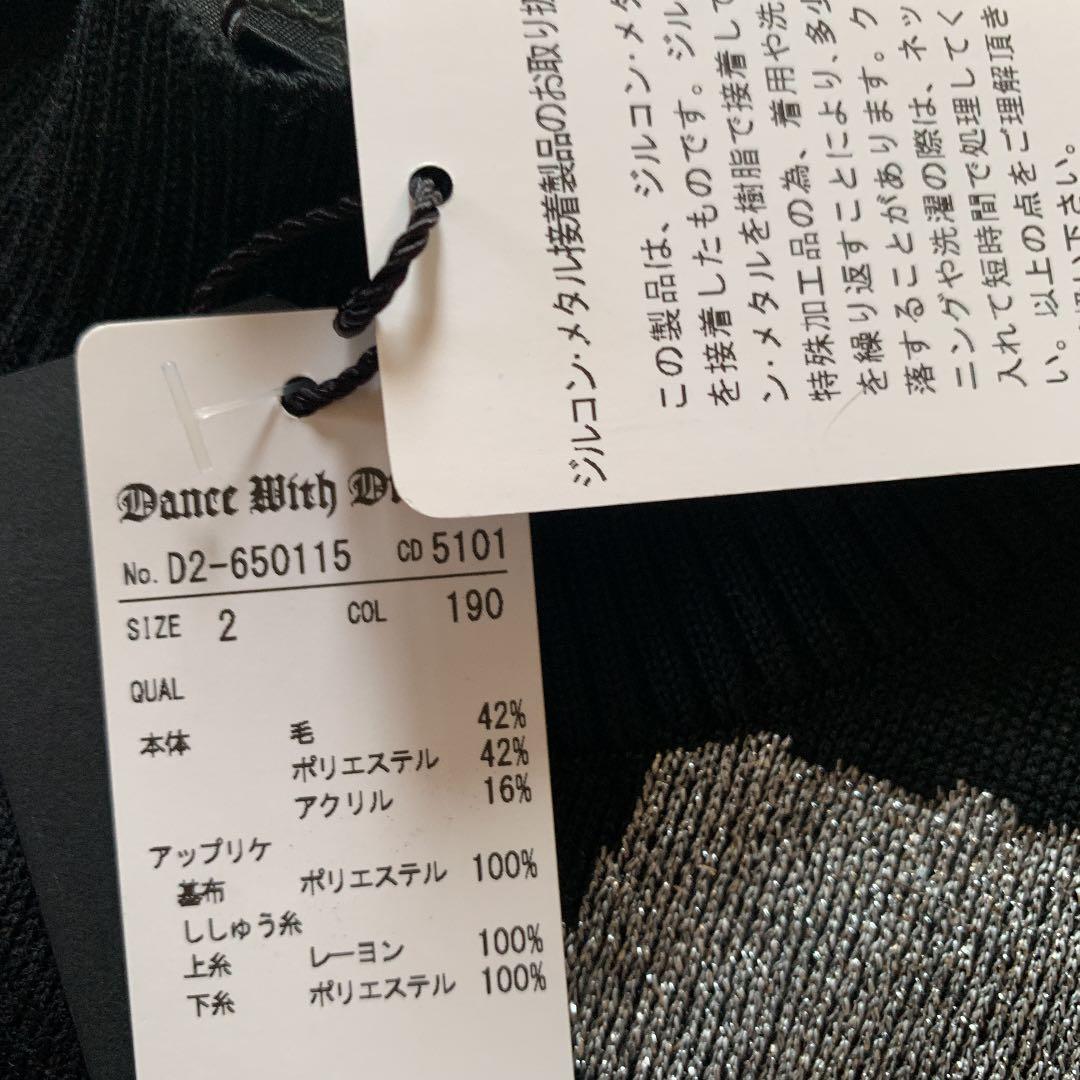 ジルコン・メタル接着製品のお取り扱
この製品は、ジルコン・メタ
を接着したものです。ジル
ン・メタルを樹脂で接着して
特殊加工品の為、着用や洗
を繰り返すことにより、多少
落することがあります。ク
ニングや洗濯の際は、ネッ
入れて短時間で処理してく
い。以上の点をご理解頂き
下さい。
Dance With
No. D2-650115 CD 5101
SIZE 2 COL 190
QUAL
本体 毛 42%
ポリエステル 42%
アクリル 16%
アップリケ
基布 ポリエステル 100%
ししゅう糸
上糸 レーヨン 100%
下糸 ポリエステル 100%